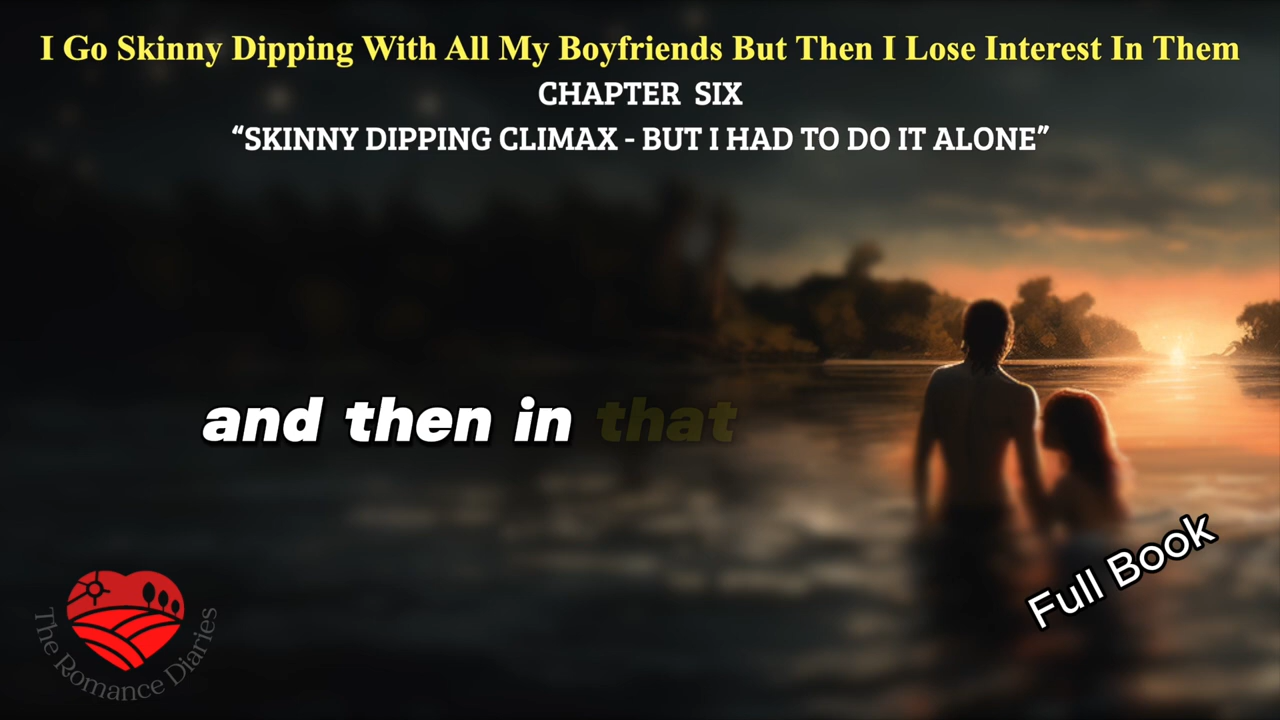 I Go Skinny Dipping With All My Boyfriends But Then I Lose Interest In Them
CHAPTER SIX
“SKINNY DIPPING CLIMAX - BUT I HAD TO DO IT ALONE”
and then in that
Full Book
The Romance Diaries